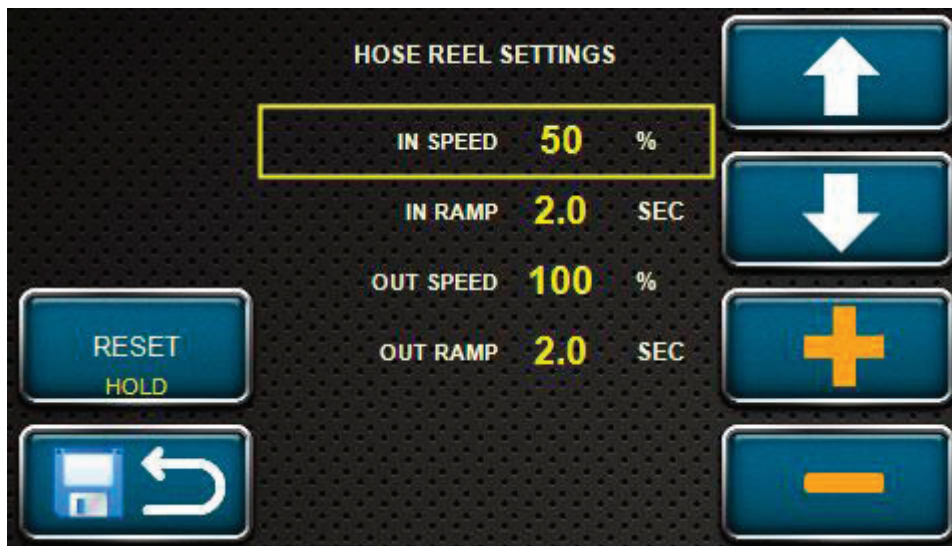 HOSE REEL SETTINGS
IN SPEED 50 %
IN RAMP 2.0 SEC
OUT SPEED 100 %
OUT RAMP 2.0 SEC
RESET
HOLD